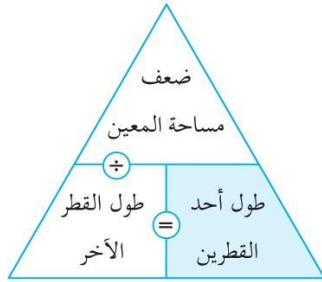 ضعف
مساحة المعين
÷
طول أحد
القطرين
=
طول القطر
الآخر